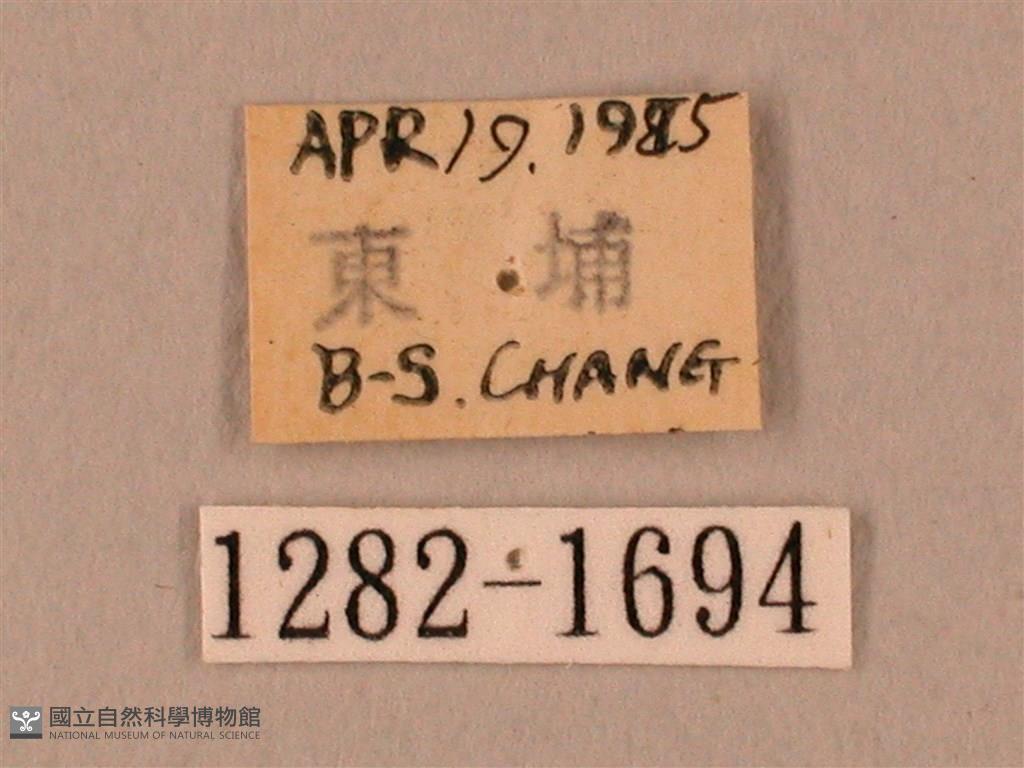 APR 19. 1985
東 埔
B-S. CHANG
1282-1694
國立自然科學博物館
NATIONAL MUSEUM OF NATURAL SCIENCE